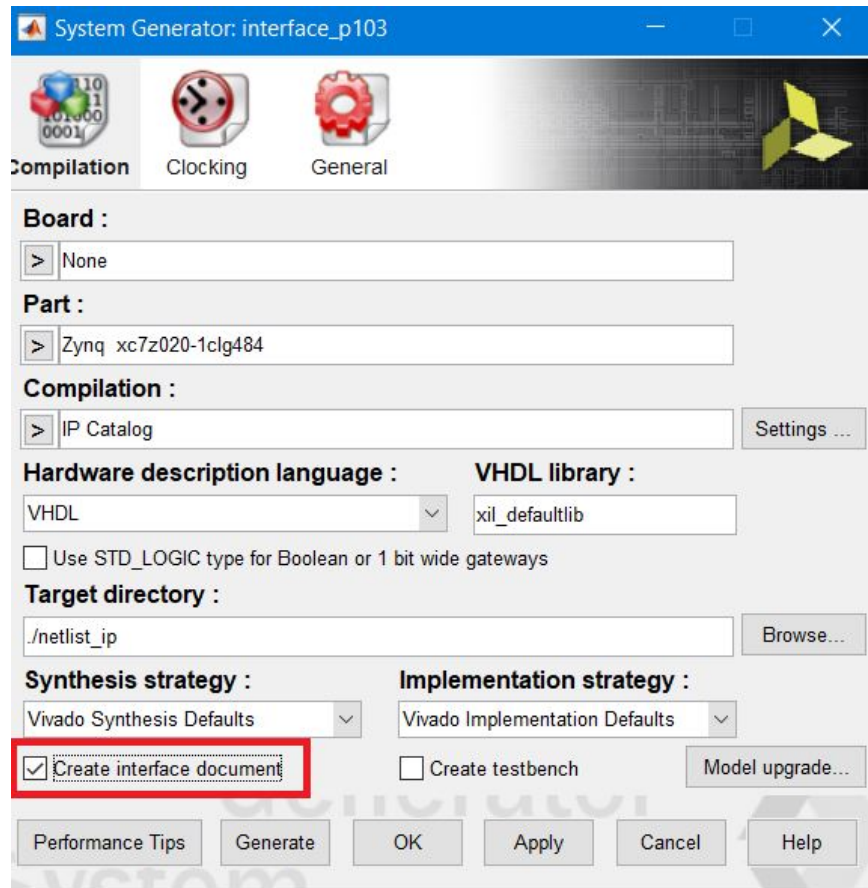 System Generator: interface_p103
Compilation Clocking General
Board :
> None
Part :
> Zynq xc7z020-1clg484
Compilation :
> IP Catalog Settings ...
Hardware description language : VHDL library :
VHDL xil_defaultlib
Use STD_LOGIC type for Boolean or 1 bit wide gateways
Target directory :
./netlist_ip Browse...
Synthesis strategy : Implementation strategy :
Vivado Synthesis Defaults Vivado Implementation Defaults
Create interface document Create testbench Model upgrade...
Generator
Performance Tips Generate OK Apply Cancel Help
System